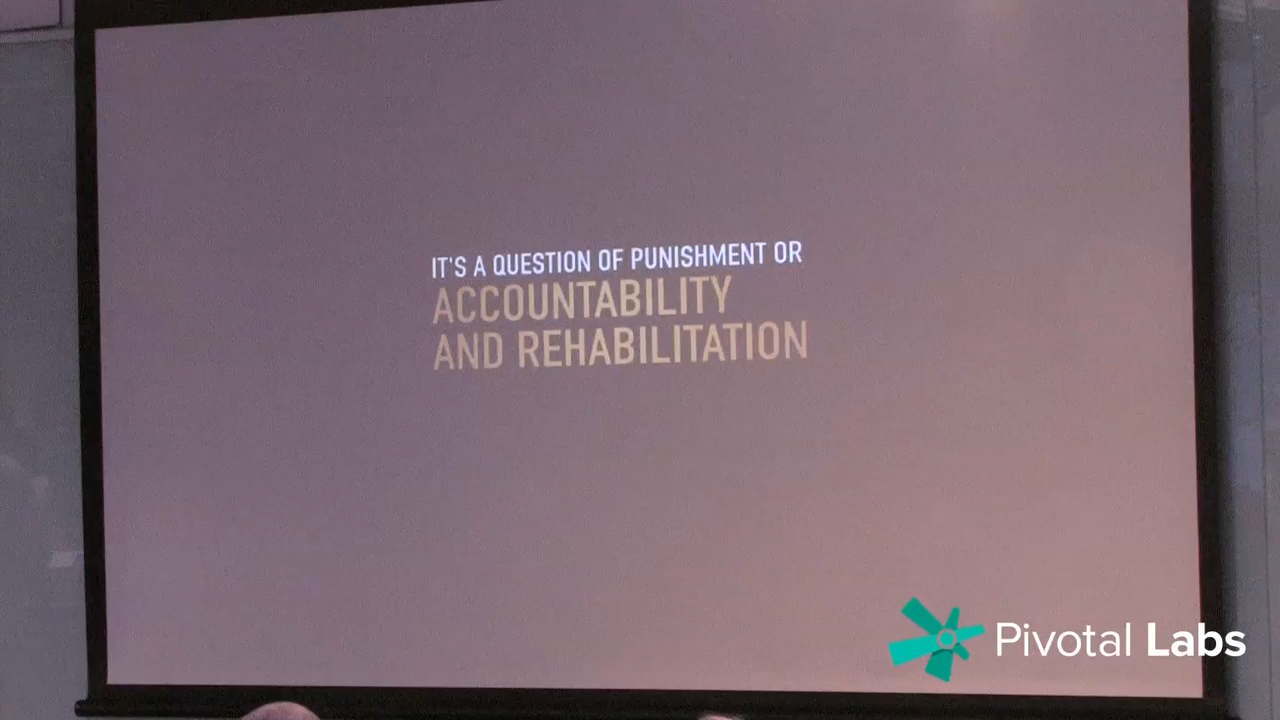 IT'S A QUESTION OF PUNISHMENT OR
ACCOUNTABILITY
AND REHABILITATION
Pivotal Labs